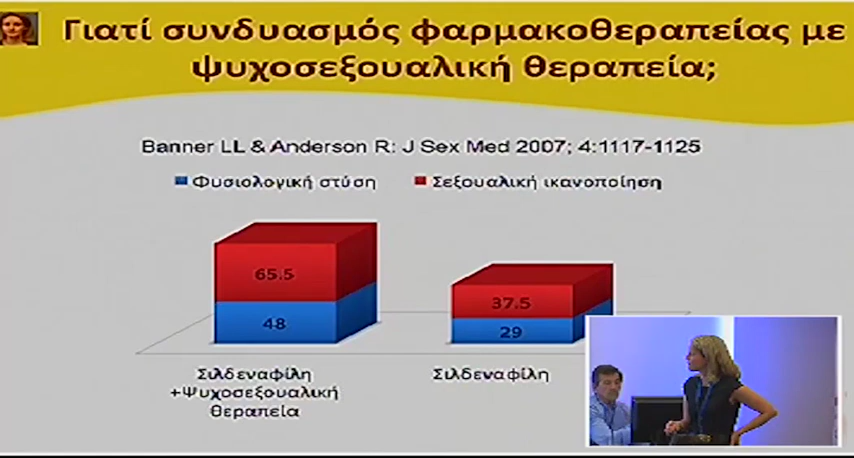 Γιατί συνδυασμός φαρμακοθεραπείας με
ψυχοσεξουαλική θεραπεία;
Banner LL & Anderson R: J Sex Med 2007; 4:1117-1125
Φυσιολογική στύση Σεξουαλική ικανοποίηση
65.5
48
37.5
29
Σιλδεναφίλη
+Ψυχοσεξουαλική
θεραπεία
Σιλδεναφίλη